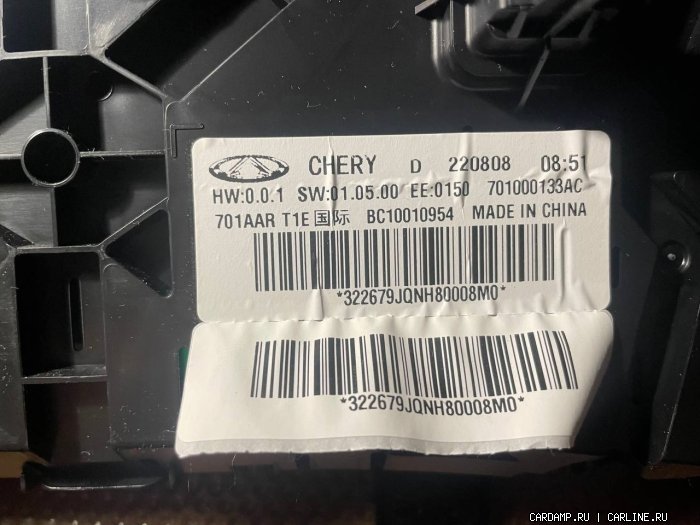 CHERY D 220808 08:51
HW:0.0.1 SW:01.05.00 EE:0150 701000133AC
701AAR T1E 国际 BC10010954 MADE IN CHINA
*322679JQNH80008M0*
*322679JQNH80008M0*
CARDAMP.RU | CARLINE.RU